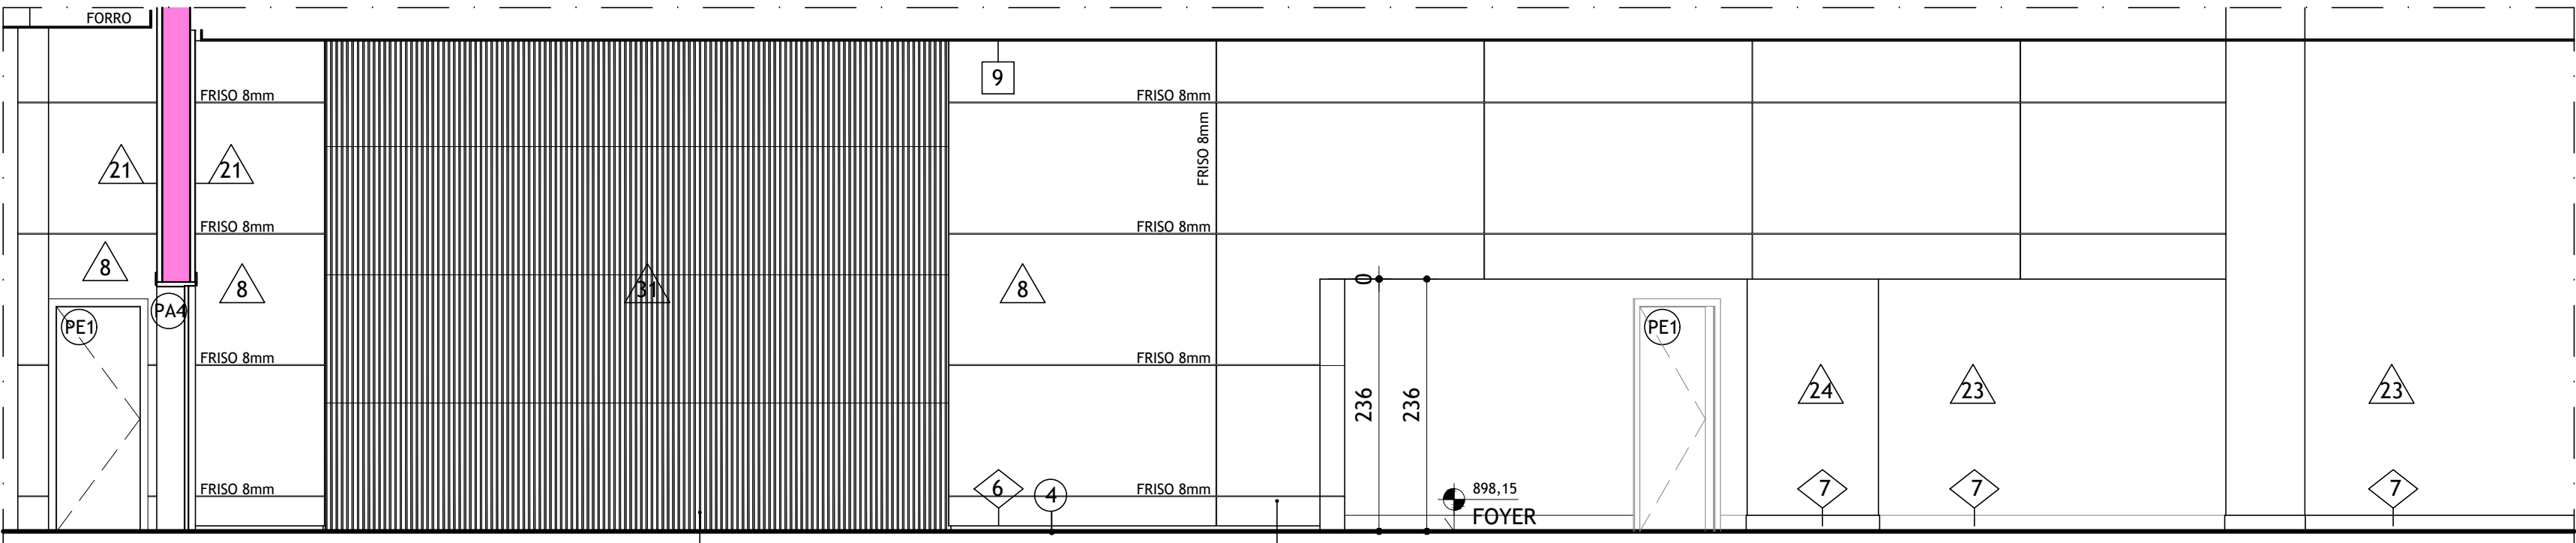 FORRO
9
FRISO 8mm
FRISO 8mm
FRISO 8mm
21
21
FRISO 8mm
FRISO 8mm
8
8
31
8
0
PA4
PE1
PE1
FRISO 8mm
FRISO 8mm
236
236
24
23
23
FRISO 8mm
6
4
FRISO 8mm
898,15
FOYER
7
7
7